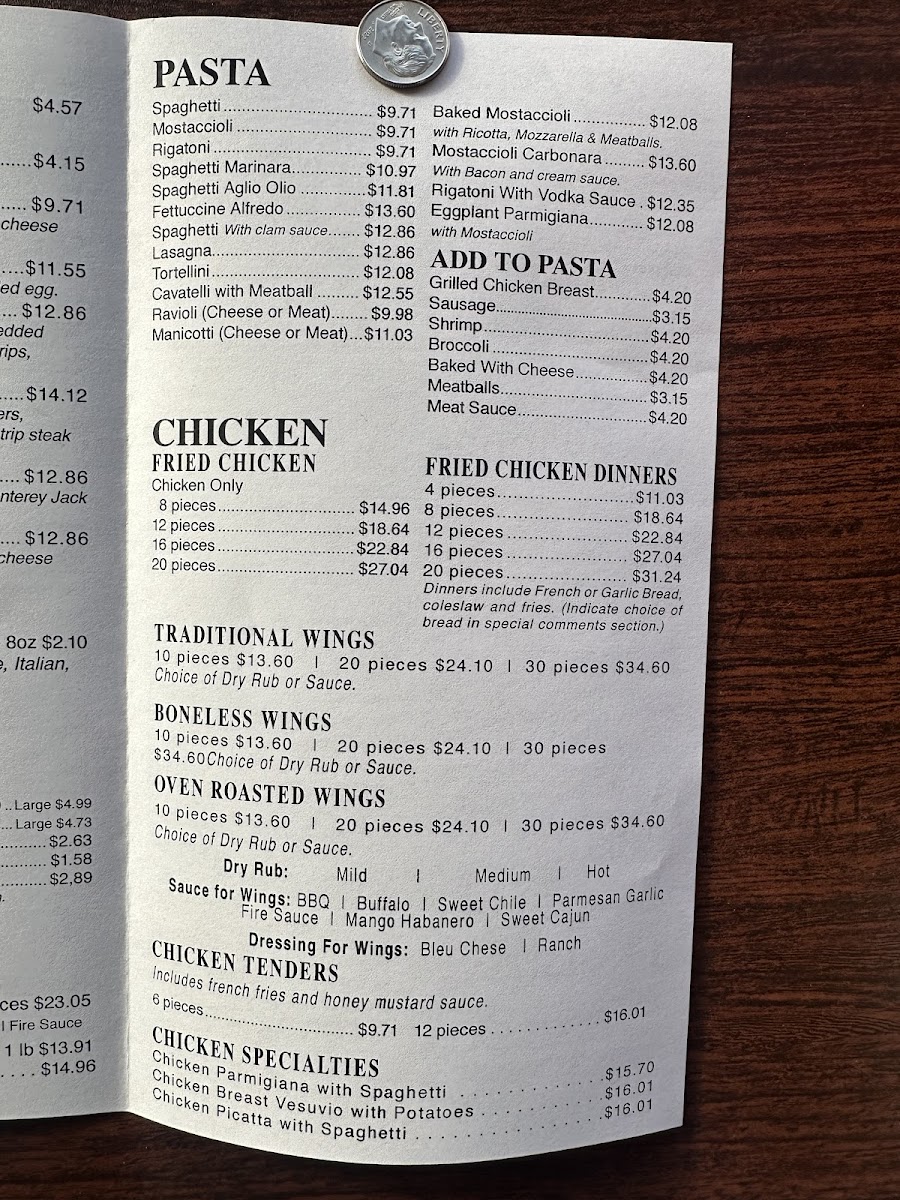 LIBERTY
$4.57
......$4.15
..... $9.71
cheese
....$11.55
ed egg.
... $12.86
edded
rips,
.....$14.12
ers,
trip steak
.... $12.86
nterey Jack
.... $12.86
cheese
8oz $2.10
e, Italian,
..Large $4.99
... Large $4.73
.......... $2.63
.......... $1.58
.......... $2,89
ces $23.05
l Fire Sauce
1 lb $13.91
. . . . $14.96
PASTA
Spaghetti.................................. $9.71
Mostaccioli ............................... $9.71
Rigatoni .................................... $9.71
Spaghetti Marinara................ $10.97
Spaghetti Aglio Olio ...............$11.81
Fettuccine Alfredo ................. $13.60
Spaghetti With clam sauce....... $12.86
Lasagna.................................. $12.86
Tortellini................................... $12.08
Cavatelli with Meatball ......... $12.55
Ravioli (Cheese or Meat)........ $9.98
Manicotti (Cheese or Meat)...$11.03
Baked Mostaccioli ................ $12.08
with Ricotta, Mozzarella & Meatballs.
Mostaccioli Carbonara ......... $13.60
With Bacon and cream sauce.
Rigatoni With Vodka Sauce . $12.35
Eggplant Parmigiana............ $12.08
with Mostaccioli
ADD TO PASTA
Grilled Chicken Breast.............$4.20
Sausage.....................................$3.15
Shrimp.......................................$4.20
Broccoli .....................................$4.20
Baked With Cheese..................$4.20
Meatballs................................... $3.15
Meat Sauce...............................$4.20
CHICKEN
FRIED CHICKEN
Chicken Only
8 pieces................................ $14.96
12 pieces............................... $18.64
16 pieces ............................... $22.84
20 pieces............................... $27.04
FRIED CHICKEN DINNERS
4 pieces...............................$11.03
8 pieces.............................. $18.64
12 pieces ............................ $22.84
16 pieces ............................ $27.04
20 pieces............................ $31.24
Dinners include French or Garlic Bread,
coleslaw and fries. (Indicate choice of
bread in special comments section.)
TRADITIONAL WINGS
10 pieces $13.60 | 20 pieces $24.10 | 30 pieces $34.60
Choice of Dry Rub or Sauce.
BONELESS WINGS
10 pieces $13.60 | 20 pieces $24.10 | 30 pieces
$34.60Choice of Dry Rub or Sauce.
OVEN ROASTED WINGS
10 pieces $13.60 | 20 pieces $24.10 | 30 pieces $34.60
Choice of Dry Rub or Sauce.
Dry Rub: Mild | Medium | Hot
Sauce for Wings: BBQ | Buffalo | Sweet Chile | Parmesan Garlic
Fire Sauce | Mango Habanero | Sweet Cajun
Dressing For Wings: Bleu Chese | Ranch
CHICKEN TENDERS
Includes french fries and honey mustard sauce.
6 pieces................................ $9.71 12 pieces . . . . . . . . . . . . $16.01
CHICKEN SPECIALTIES
Chicken Parmigiana with Spaghetti . . . . . . . . . . . . . $15.70
Chicken Breast Vesuvio with Potatoes . . . . . . . . . . . $16.01
Chicken Picatta with Spaghetti . . . . . . . . . . . . . . . . . $16.01